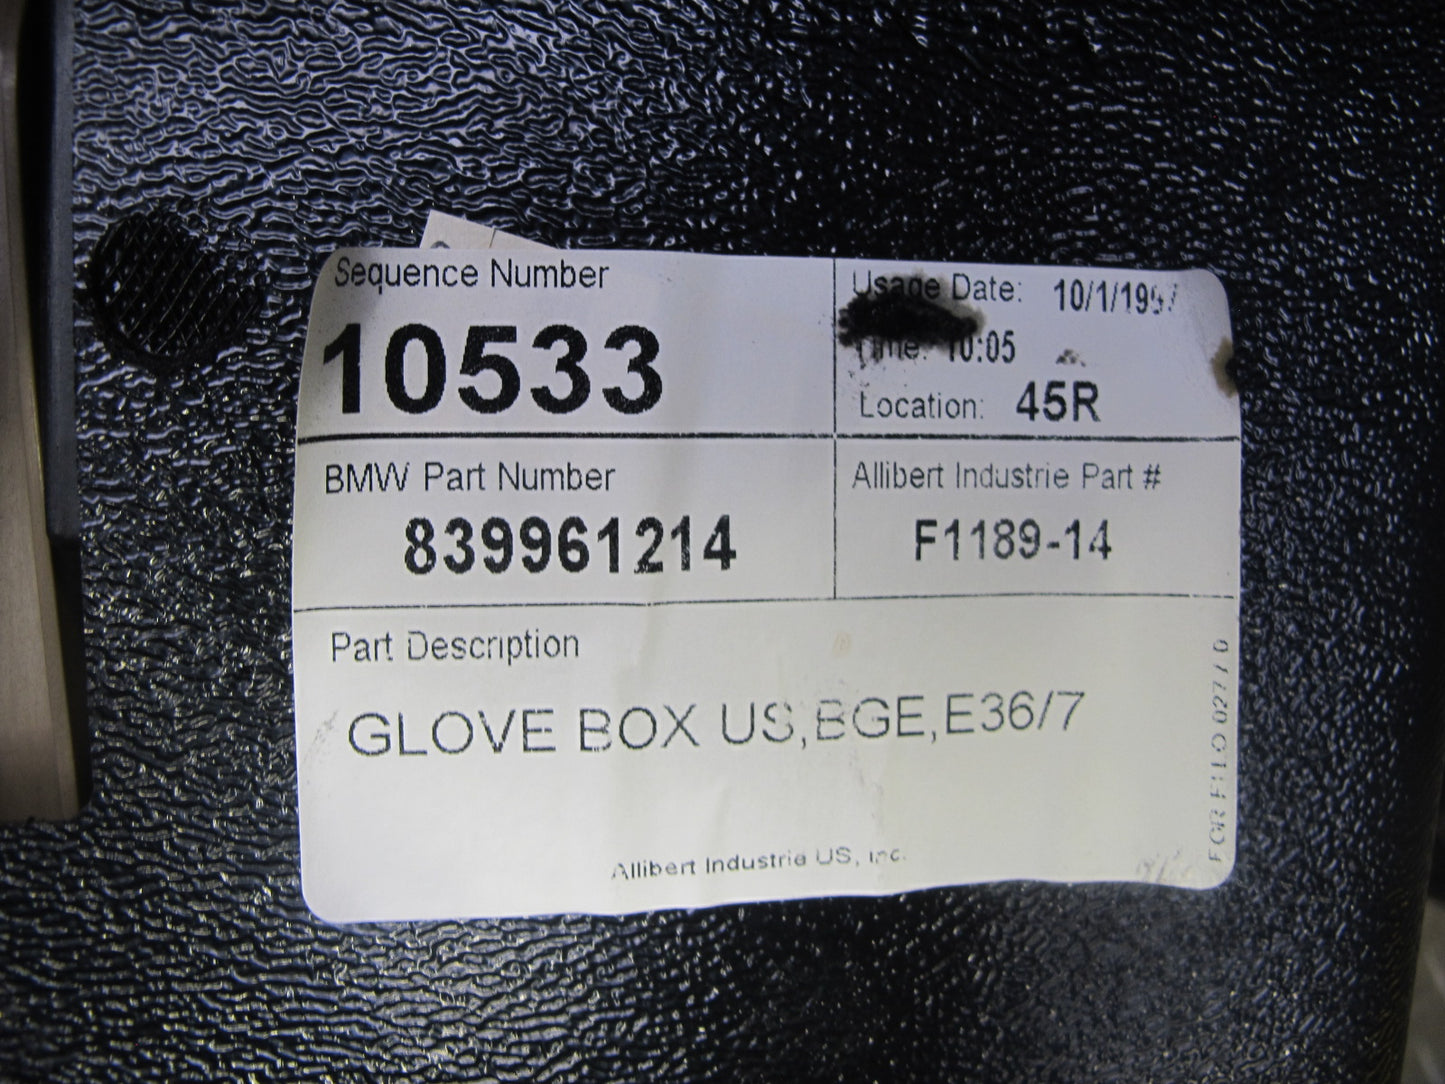 Sequence Number
10533
Usage Date: 10/1/1997
Time: 10:05
Location: 45R
BMW Part Number
839961214
Allibert Industrie Part #
F1189-14
Part Description
GLOVE BOX US,BGE,E36/7
Allibert Industrie US, Inc.